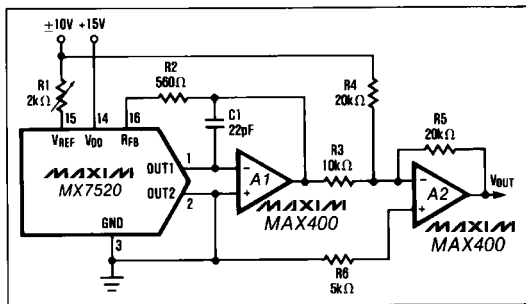 ±10V +15V
R1
2kΩ
R2
560Ω
R4
20kΩ
15 14 16
VREF VDD RFB
C1
22pF
R5
20kΩ
MAXIM
MX7520
OUT1 1
OUT2 2
GND
3
− + A1
R3
10kΩ
MAXIM
MAX400
− + A2
VOUT
MAXIM
MAX400
R6
5kΩ